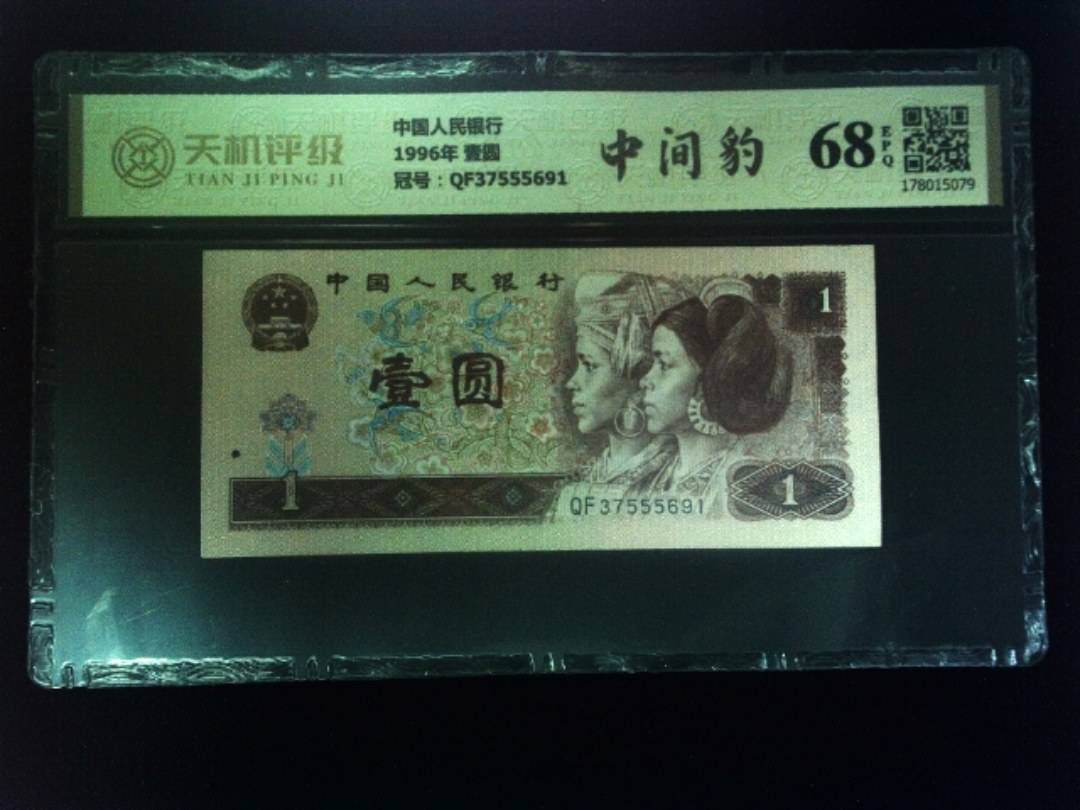 天机评级
TIAN JI PING JI
中国人民银行
1996年 壹圆
冠号：QF37555691
中间豹
68
EPQ
178015079
中国人民银行
1
壹圆
1
QF37555691
1